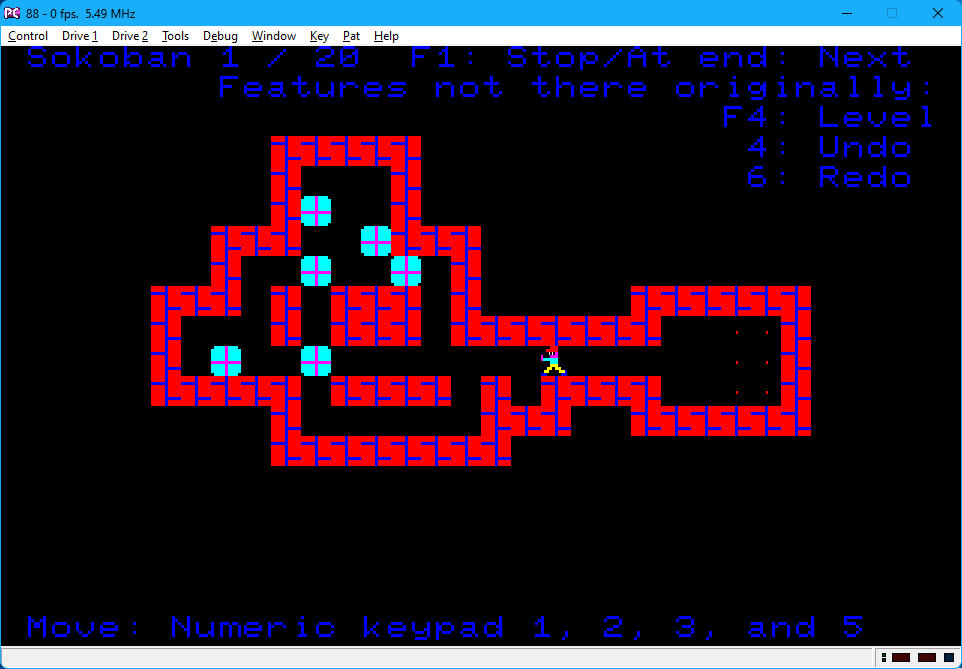 88 - 0 fps. 5.49 MHz
Control Drive 1 Drive 2 Tools Debug Window Key Pat Help
Sokoban 1 / 20 F1: Stop/At end: Next
Features not there originally:
F4: Level
4: Undo
6: Redo
Move: Numeric keypad 1, 2, 3, and 5